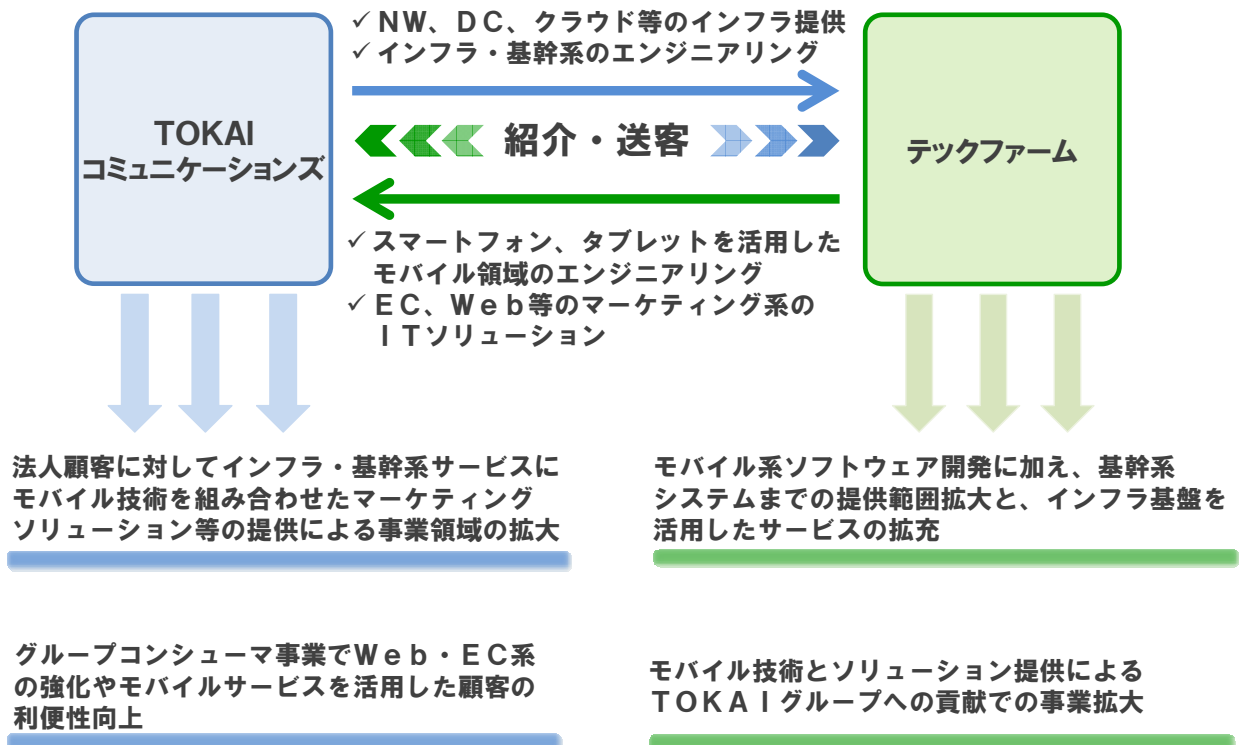 ✓ＮＷ、ＤＣ、クラウド等のインフラ提供
✓インフラ・基幹系のエンジニアリング
TOKAI
コミュニケーションズ
紹介・送客
テックファーム
✓スマートフォン、タブレットを活用した
モバイル領域のエンジニアリング
✓ＥＣ、Ｗｅｂ等のマーケティング系の
ＩＴソリューション
法人顧客に対してインフラ・基幹系サービスに
モバイル技術を組み合わせたマーケティング
ソリューション等の提供による事業領域の拡大
モバイル系ソフトウェア開発に加え、基幹系
システムまでの提供範囲拡大と、インフラ基盤を
活用したサービスの拡充
グループコンシューマ事業でＷｅｂ・ＥＣ系
の強化やモバイルサービスを活用した顧客の
利便性向上
モバイル技術とソリューション提供による
ＴＯＫＡＩグループへの貢献での事業拡大